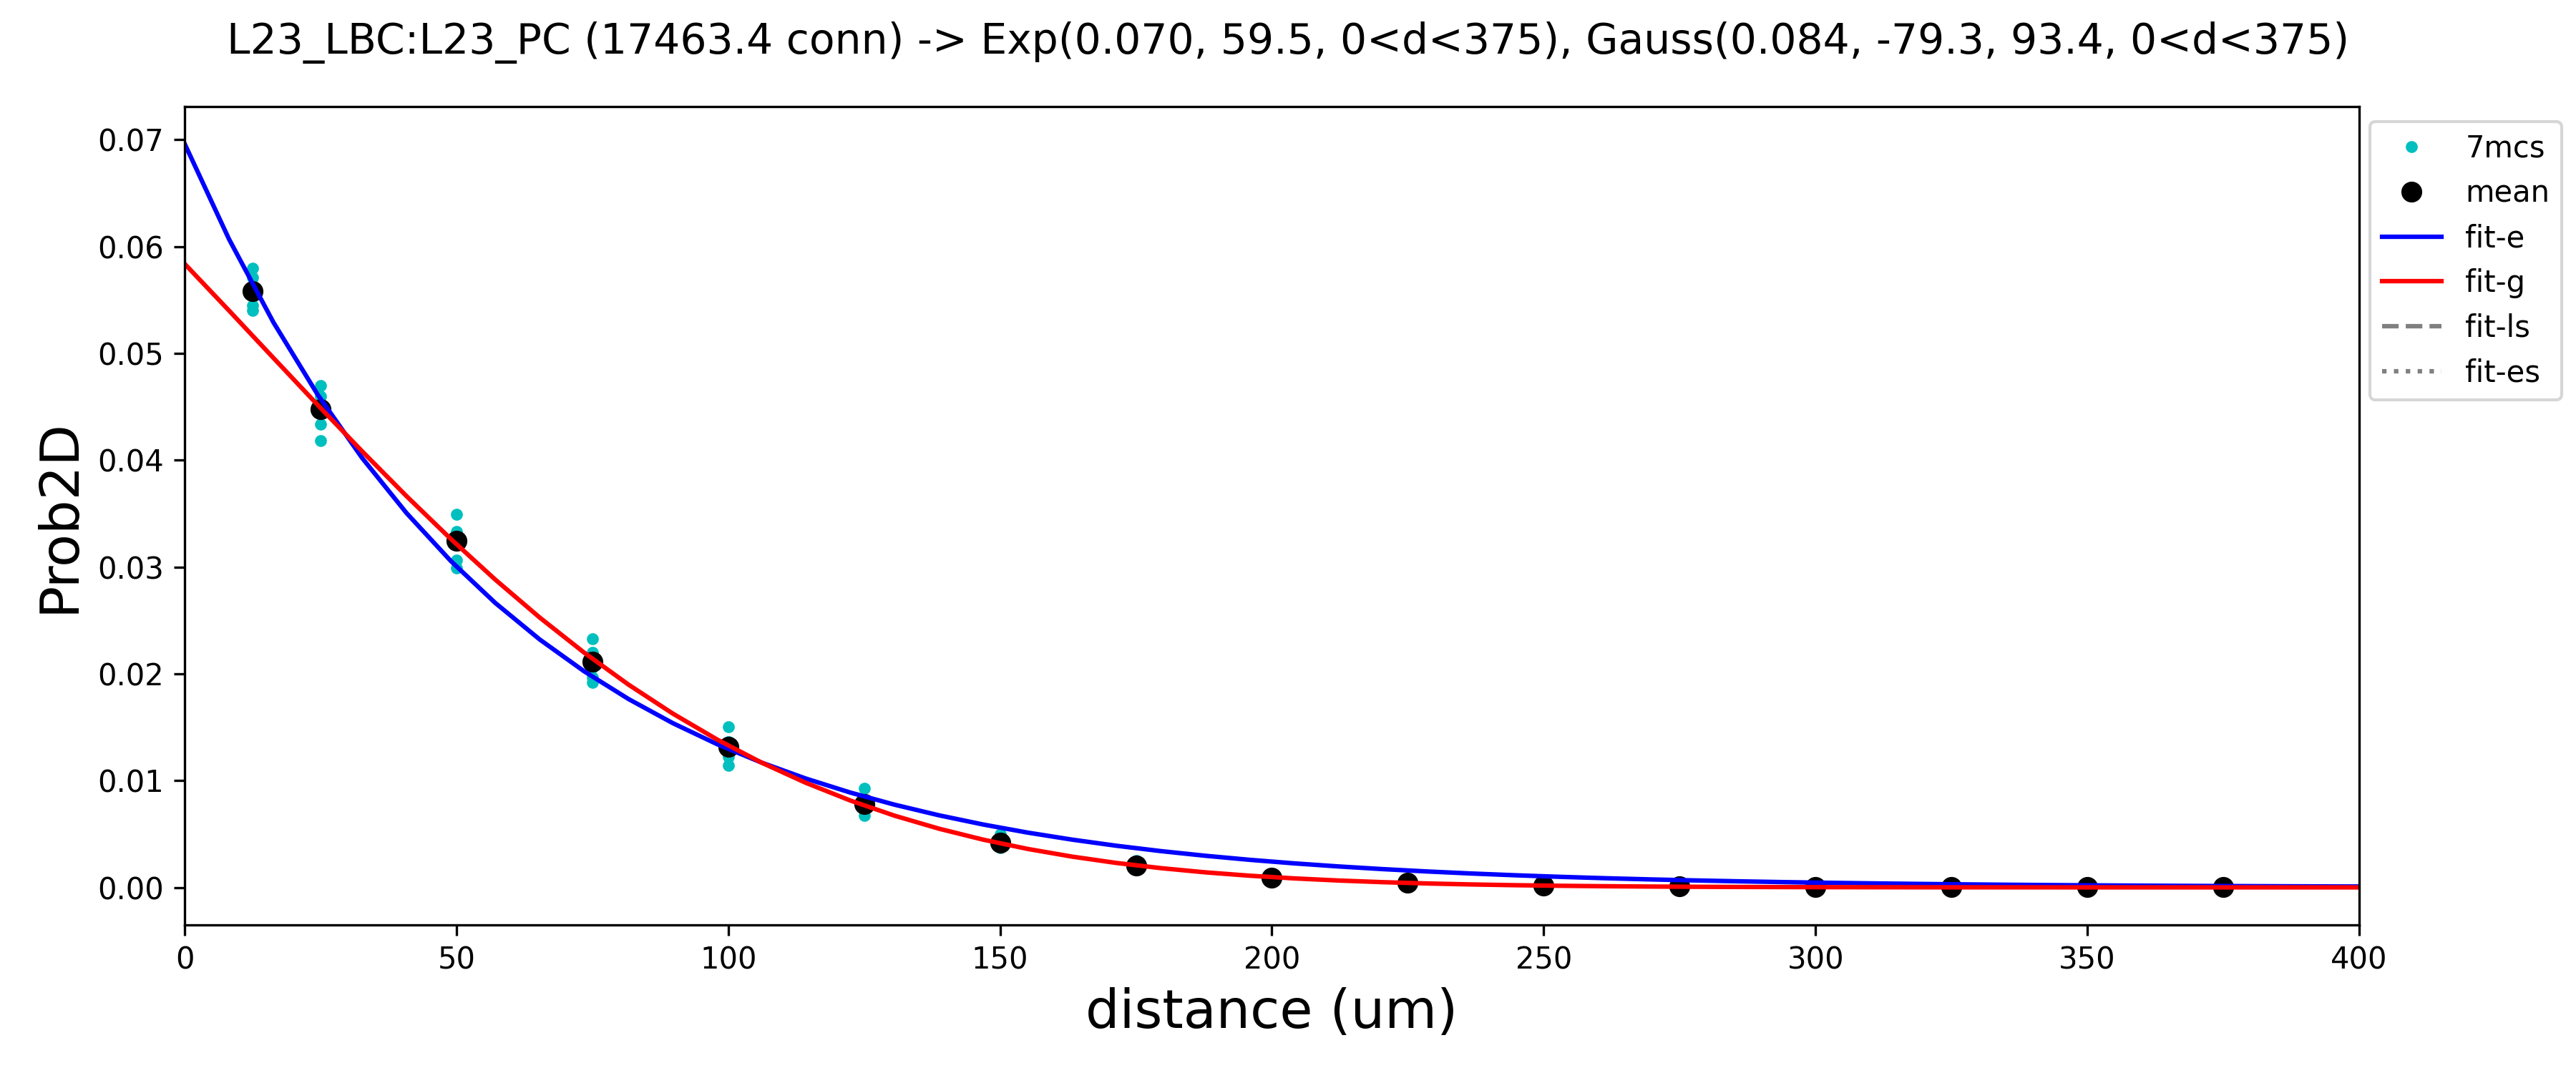 L23_LBC:L23_PC (17463.4 conn) -> Exp(0.070, 59.5, 0<d<375), Gauss(0.084, -79.3, 93.4, 0<d<375)
0.07
0.06
0.05
0.04
0.03
0.02
0.01
0.00
Prob2D
0 50 100 150 200 250 300 350 400
distance (um)
7mcs
mean
fit-e
fit-g
fit-ls
fit-es